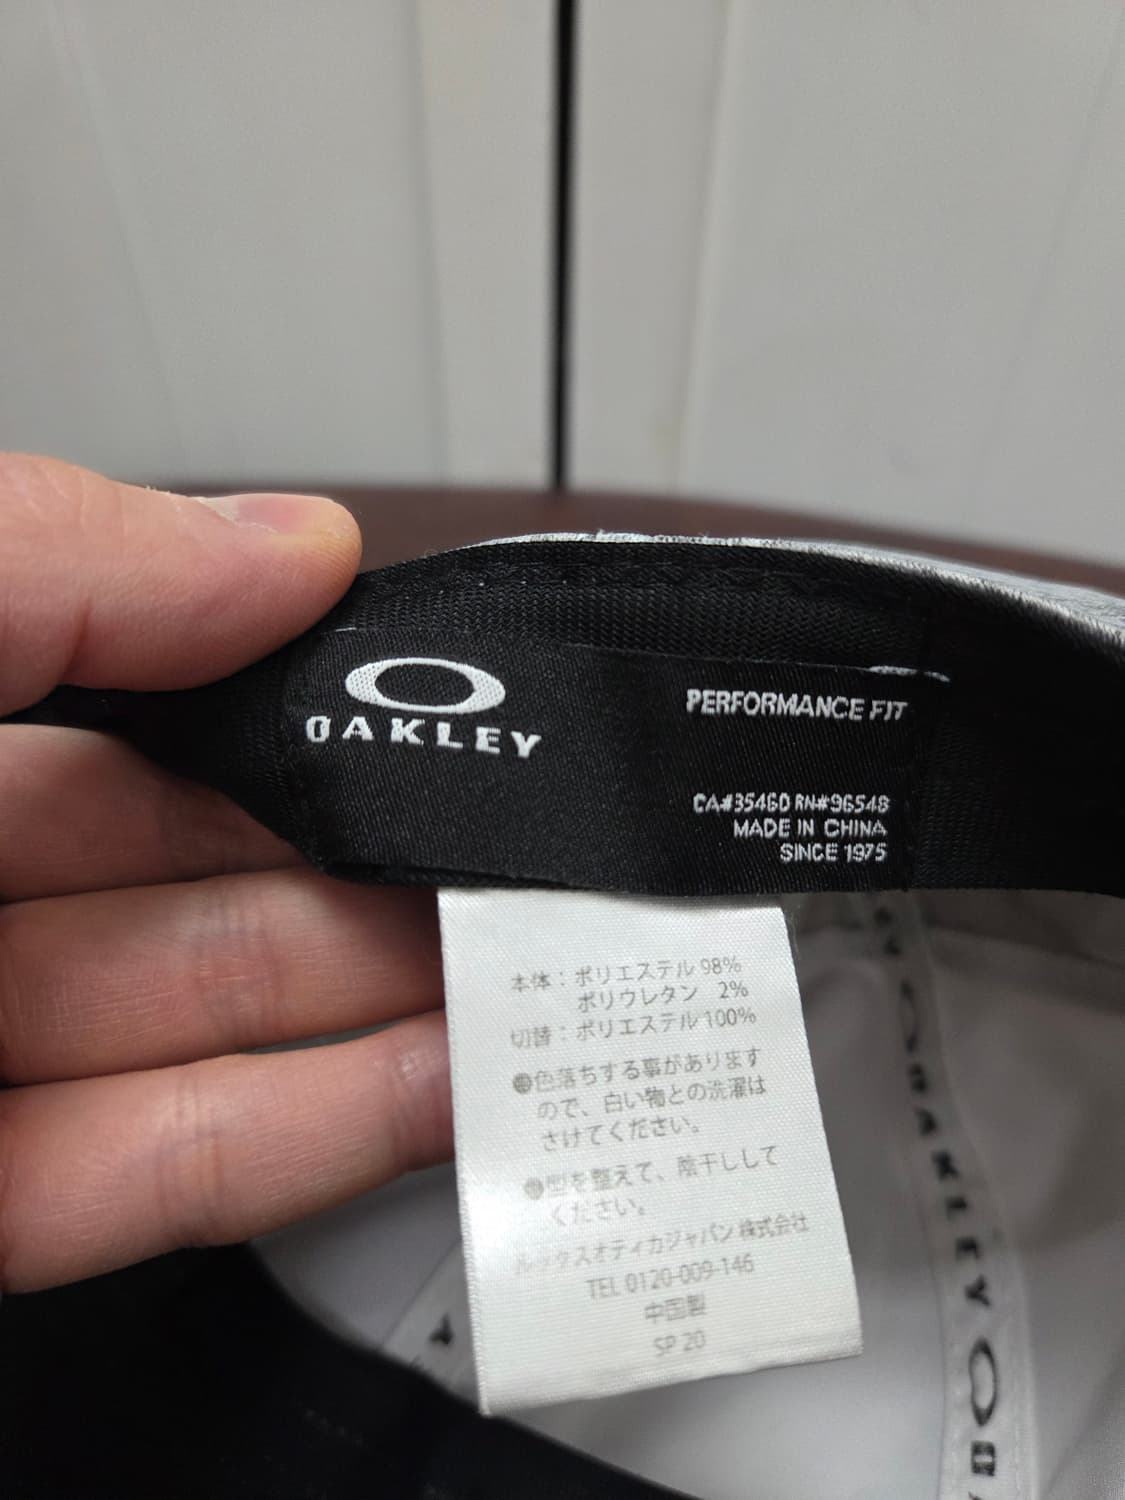 OAKLEY
PERFORMANCE FIT
CA#35460 RN#96548
MADE IN CHINA
SINCE 1975
本体：ポリエステル 98%
ポリウレタン 2%
切替：ポリエステル 100%
●色落ちする事があります
ので、白い物との洗濯は
さけてください。
●型を整えて、陰干しして
ください。
ルックスオティカジャパン 株式会社
TEL 0120-009-146
中国製
SP 20
OAKLEY